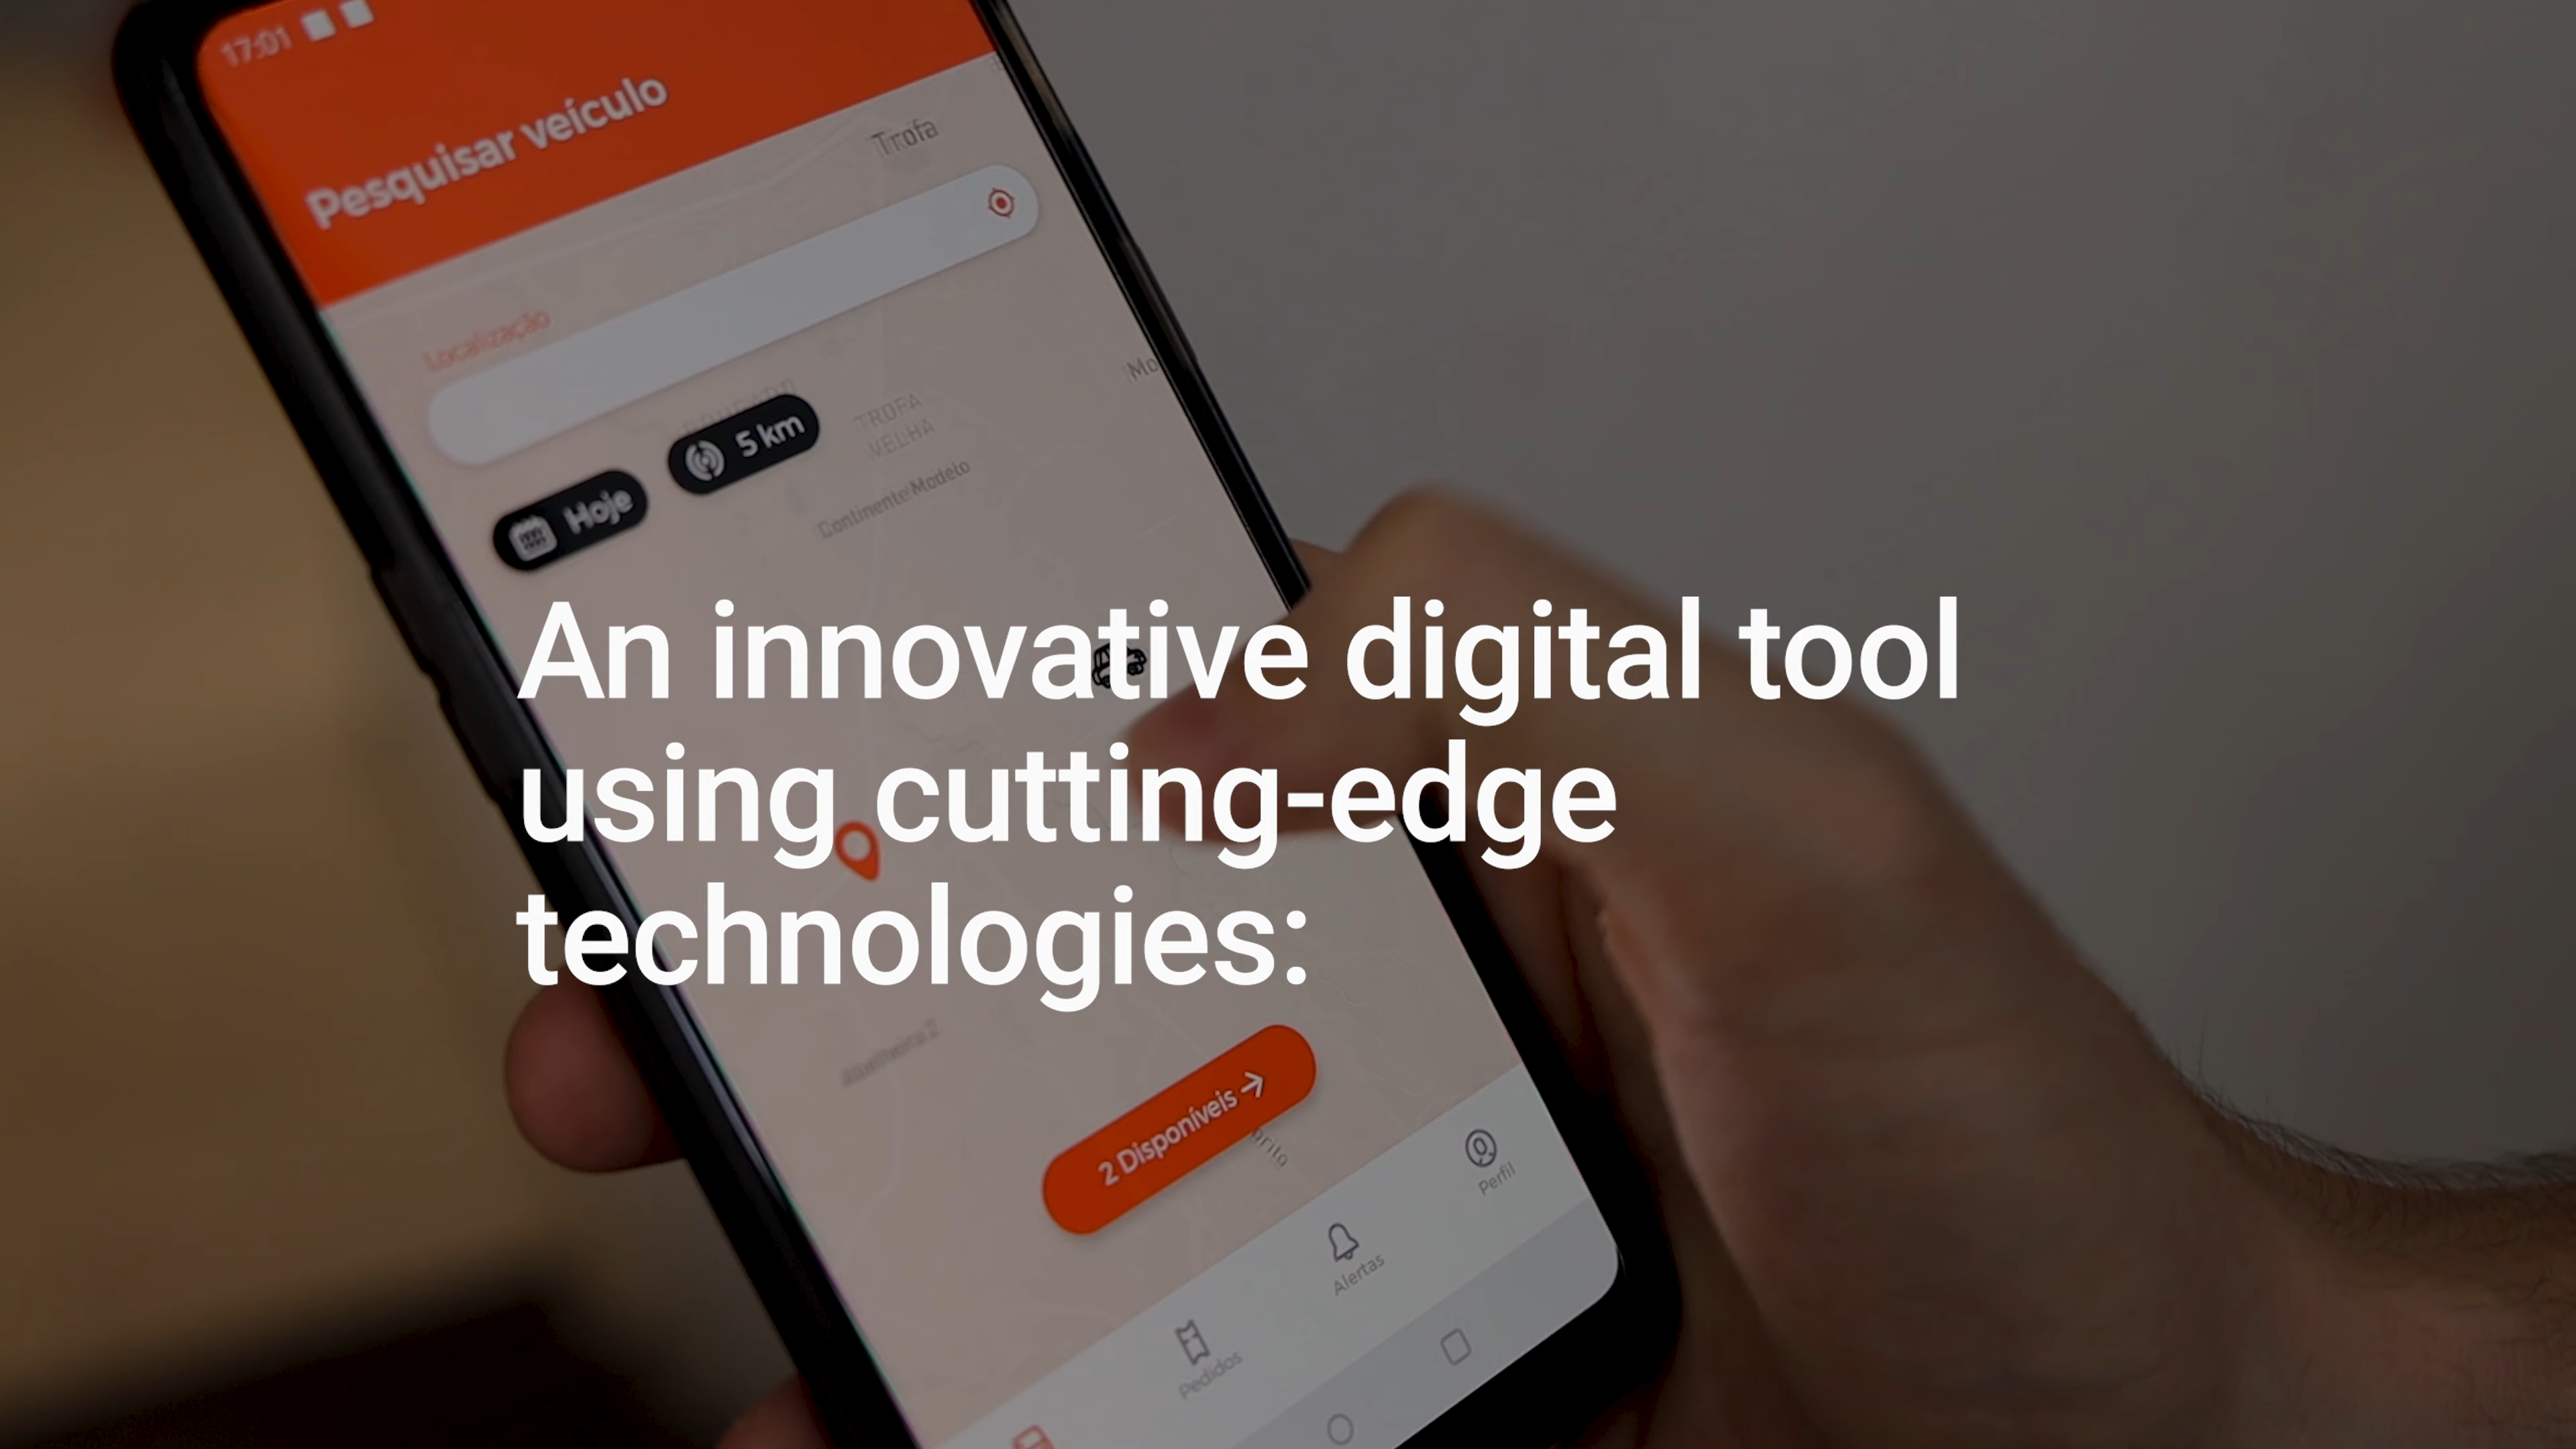 17:01
Pesquisar veículo
Trofa
Localização
Mo
5 km
TROFA
VELHA
Hoje
Continente Modelo
An innovative digital tool
using cutting-edge
technologies:
2 Disponíveis
Perfil
Alertas
Pedidos